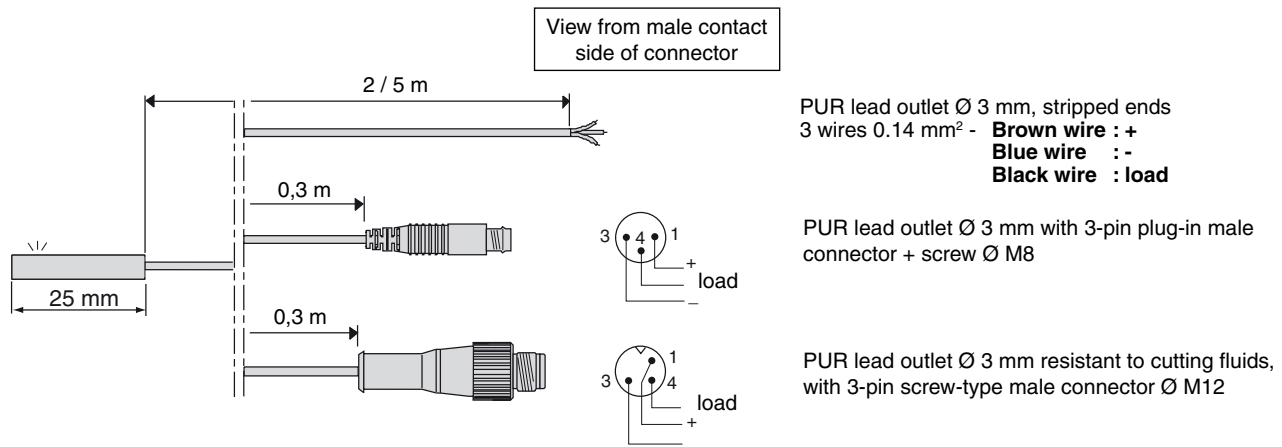 View from male contact
side of connector
2 / 5 m
PUR lead outlet Ø 3 mm, stripped ends
3 wires 0.14 mm² - Brown wire : +
Blue wire : -
Black wire : load
0,3 m
3 4 1
+
load
–
PUR lead outlet Ø 3 mm with 3-pin plug-in male
connector + screw Ø M8
25 mm
0,3 m
1
3 4
load
+
PUR lead outlet Ø 3 mm resistant to cutting fluids,
with 3-pin screw-type male connector Ø M12